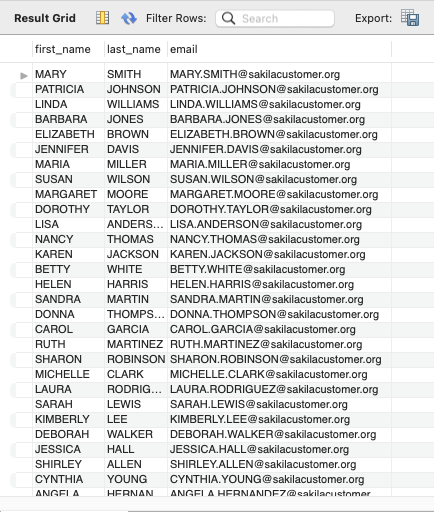 Result Grid Filter Rows: Search Export:
first_name last_name email
MARY SMITH MARY.SMITH@sakilacustomer.org
PATRICIA JOHNSON PATRICIA.JOHNSON@sakilacustomer.org
LINDA WILLIAMS LINDA.WILLIAMS@sakilacustomer.org
BARBARA JONES BARBARA.JONES@sakilacustomer.org
ELIZABETH BROWN ELIZABETH.BROWN@sakilacustomer.org
JENNIFER DAVIS JENNIFER.DAVIS@sakilacustomer.org
MARIA MILLER MARIA.MILLER@sakilacustomer.org
SUSAN WILSON SUSAN.WILSON@sakilacustomer.org
MARGARET MOORE MARGARET.MOORE@sakilacustomer.org
DOROTHY TAYLOR DOROTHY.TAYLOR@sakilacustomer.org
LISA ANDERS... LISA.ANDERSON@sakilacustomer.org
NANCY THOMAS NANCY.THOMAS@sakilacustomer.org
KAREN JACKSON KAREN.JACKSON@sakilacustomer.org
BETTY WHITE BETTY.WHITE@sakilacustomer.org
HELEN HARRIS HELEN.HARRIS@sakilacustomer.org
SANDRA MARTIN SANDRA.MARTIN@sakilacustomer.org
DONNA THOMPS... DONNA.THOMPSON@sakilacustomer.org
CAROL GARCIA CAROL.GARCIA@sakilacustomer.org
RUTH MARTINEZ RUTH.MARTINEZ@sakilacustomer.org
SHARON ROBINSON SHARON.ROBINSON@sakilacustomer.org
MICHELLE CLARK MICHELLE.CLARK@sakilacustomer.org
LAURA RODRIG... LAURA.RODRIGUEZ@sakilacustomer.org
SARAH LEWIS SARAH.LEWIS@sakilacustomer.org
KIMBERLY LEE KIMBERLY.LEE@sakilacustomer.org
DEBORAH WALKER DEBORAH.WALKER@sakilacustomer.org
JESSICA HALL JESSICA.HALL@sakilacustomer.org
SHIRLEY ALLEN SHIRLEY.ALLEN@sakilacustomer.org
CYNTHIA YOUNG CYNTHIA.YOUNG@sakilacustomer.org
ANGELA HERNAN ANGELA.HERNANDEZ@sakilacustomer.org